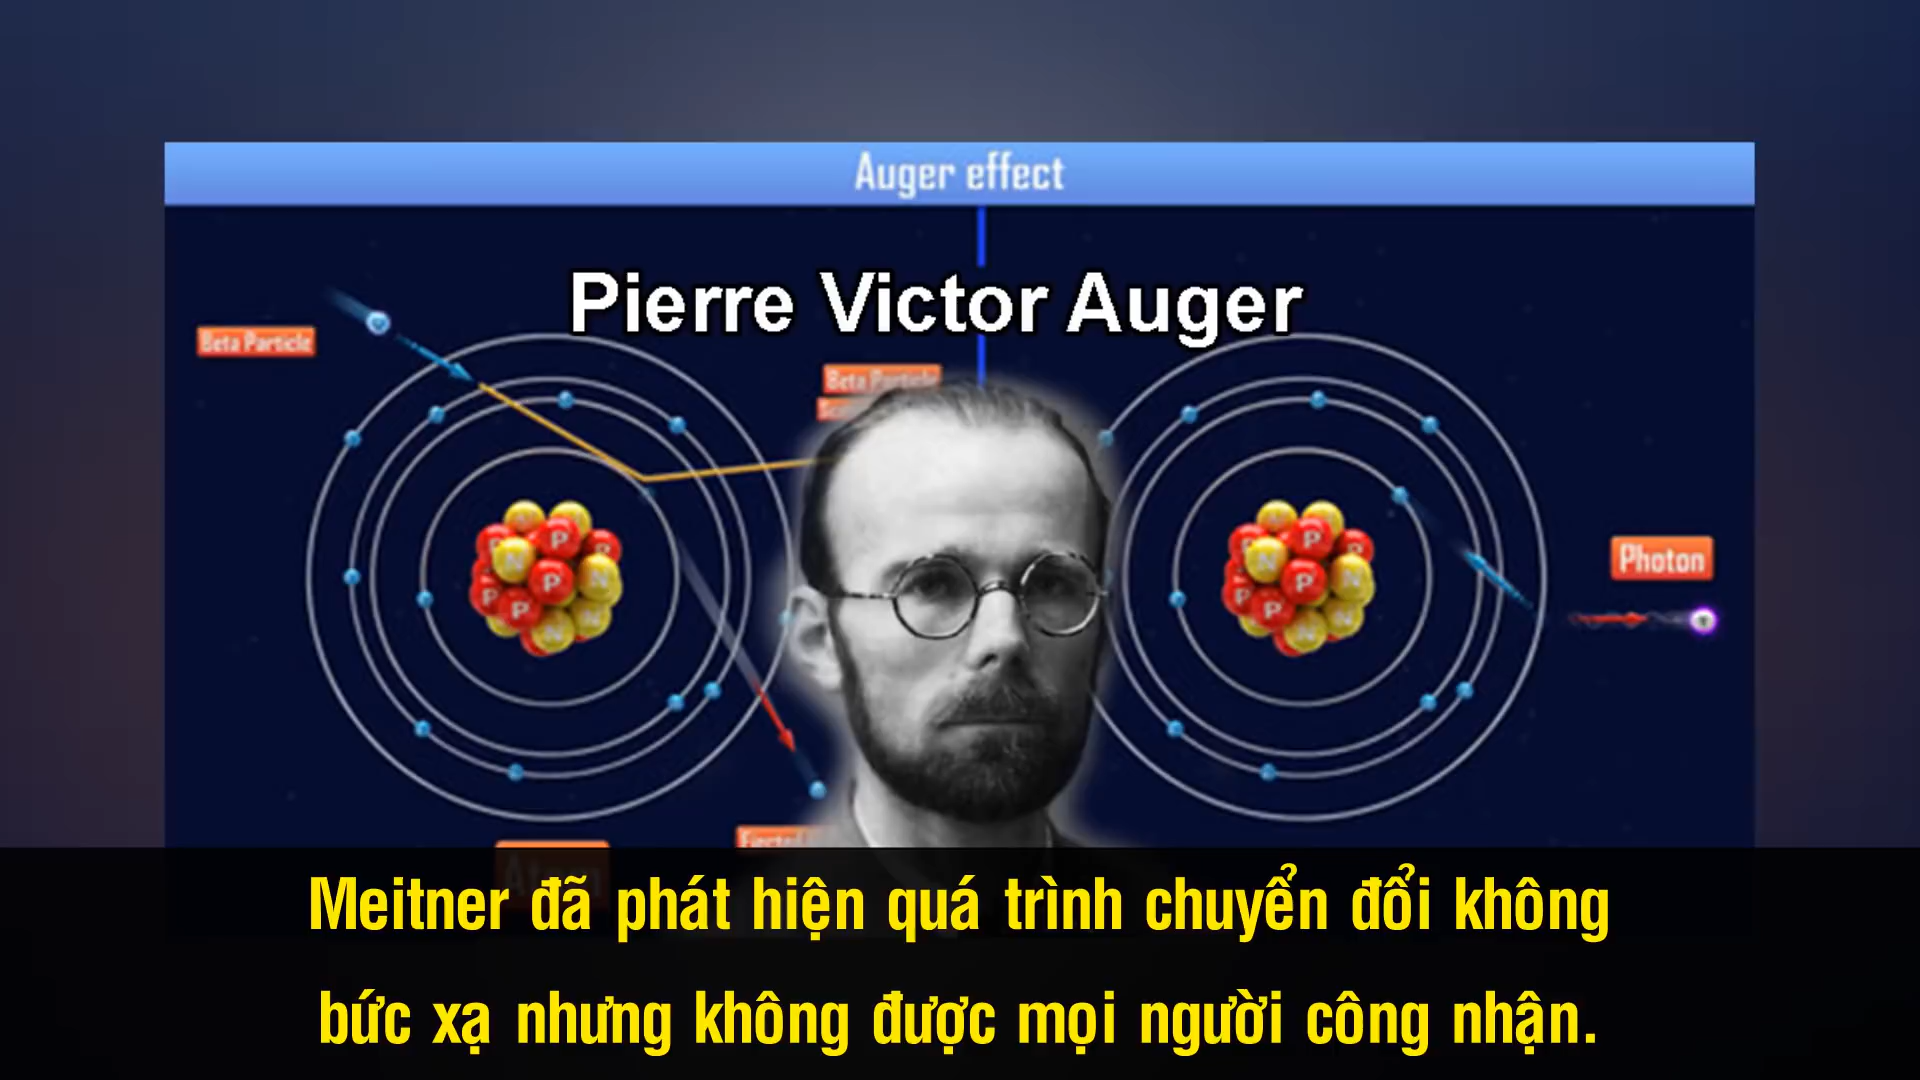 Auger effect
Pierre Victor Auger
Beta Particle
Beta Particle
Photon
P
P
N
N
P
P
P
N
N
P
P
N
N
P
P
P
N
N
Meitner đã phát hiện quá trình chuyển đổi không
bức xạ nhưng không được mọi người công nhận.